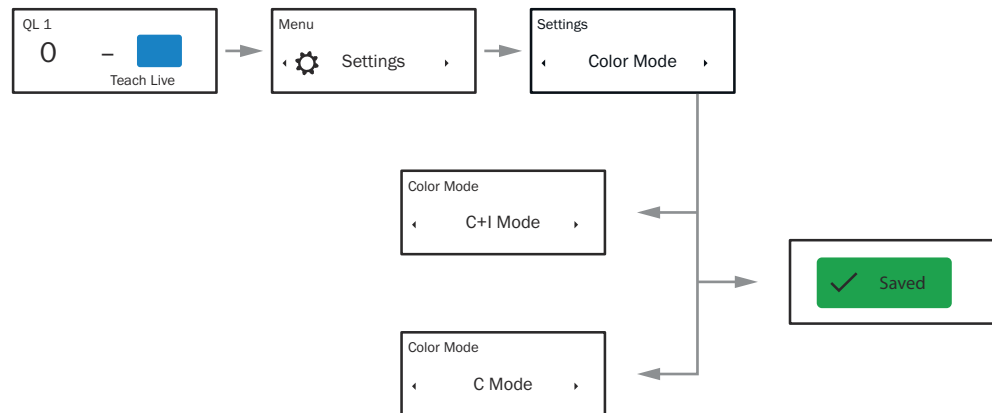 QL 1
0 –
Teach Live
Menu
Settings
Settings
Color Mode
Color Mode
C+I Mode
Saved
Color Mode
C Mode